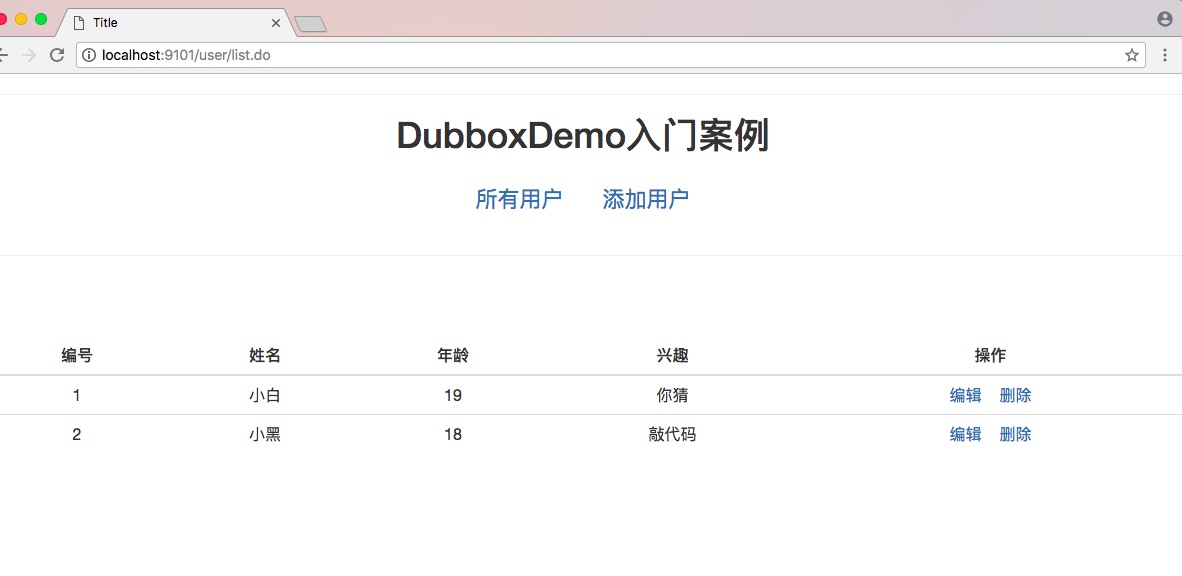 Title
localhost:9101/user/list.do
DubboxDemo入门案例
所有用户 添加用户
编号 姓名 年龄 兴趣 操作
1 小白 19 你猜 编辑 删除
2 小黑 18 敲代码 编辑 删除